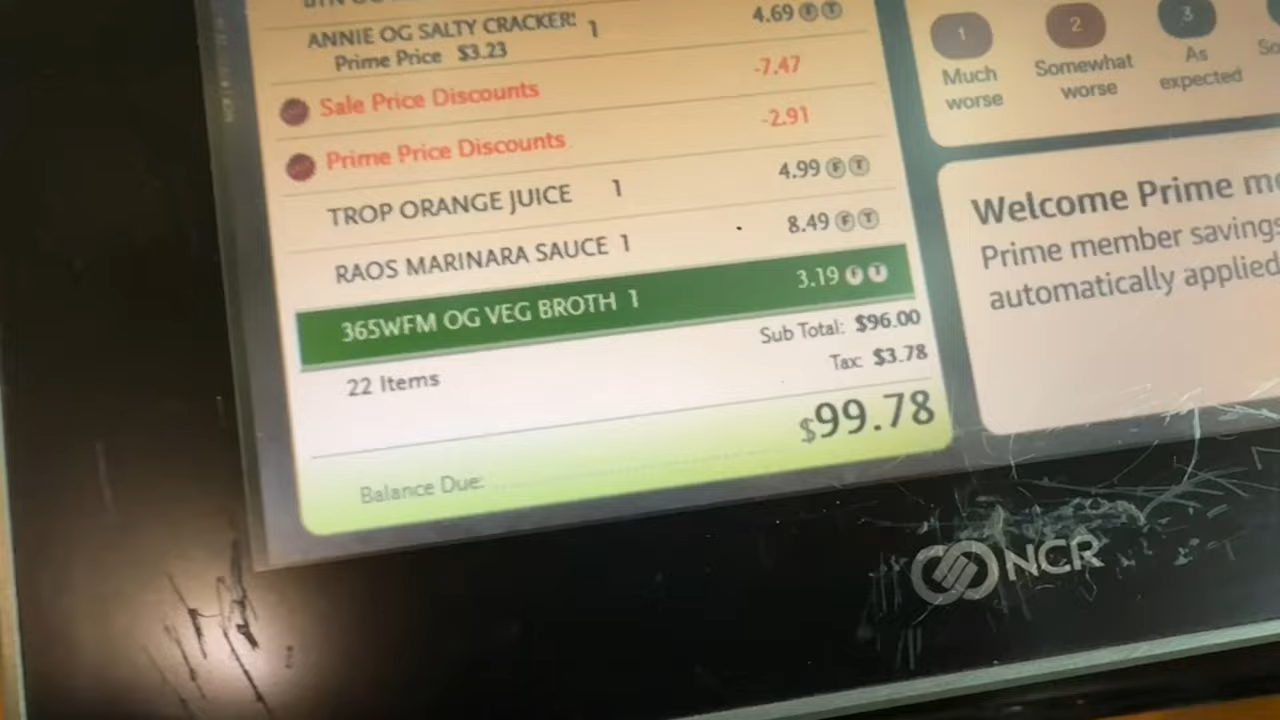 ANNIE OG SALTY CRACKER: 1 4.69 F T
Prime Price $3.23
Sale Price Discounts -7.47
Prime Price Discounts -2.91
TROP ORANGE JUICE 1 4.99 F T
RAOS MARINARA SAUCE 1 8.49 F T
365WFM OG VEG BROTH 1 3.19 F T
Sub Total: $96.00
22 Items
Tax: $3.78
$99.78
Balance Due:
1 2 3
Much worse
Somewhat worse
As expected
Welcome Prime
Prime member savings
automatically applied
NCR